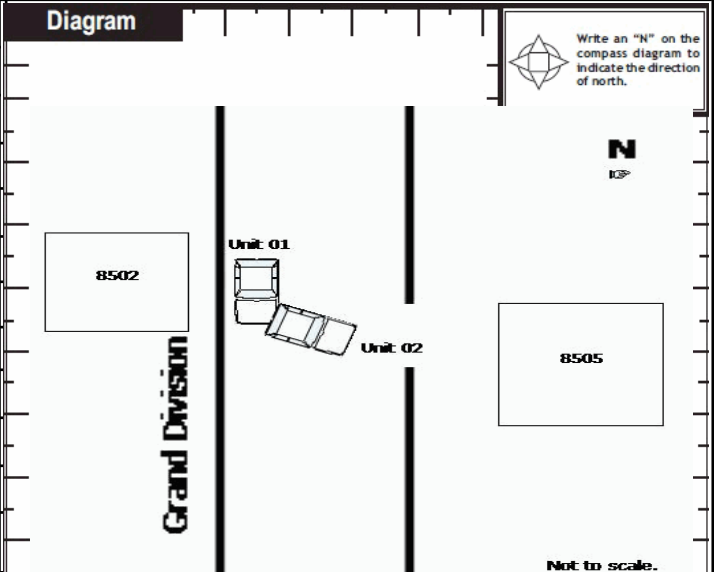 Diagram
Write an “N” on the
compass diagram to
indicate the direction
of north.
N
Unit 01
8502
Unit 02
8505
Grand Division
Not to scale.